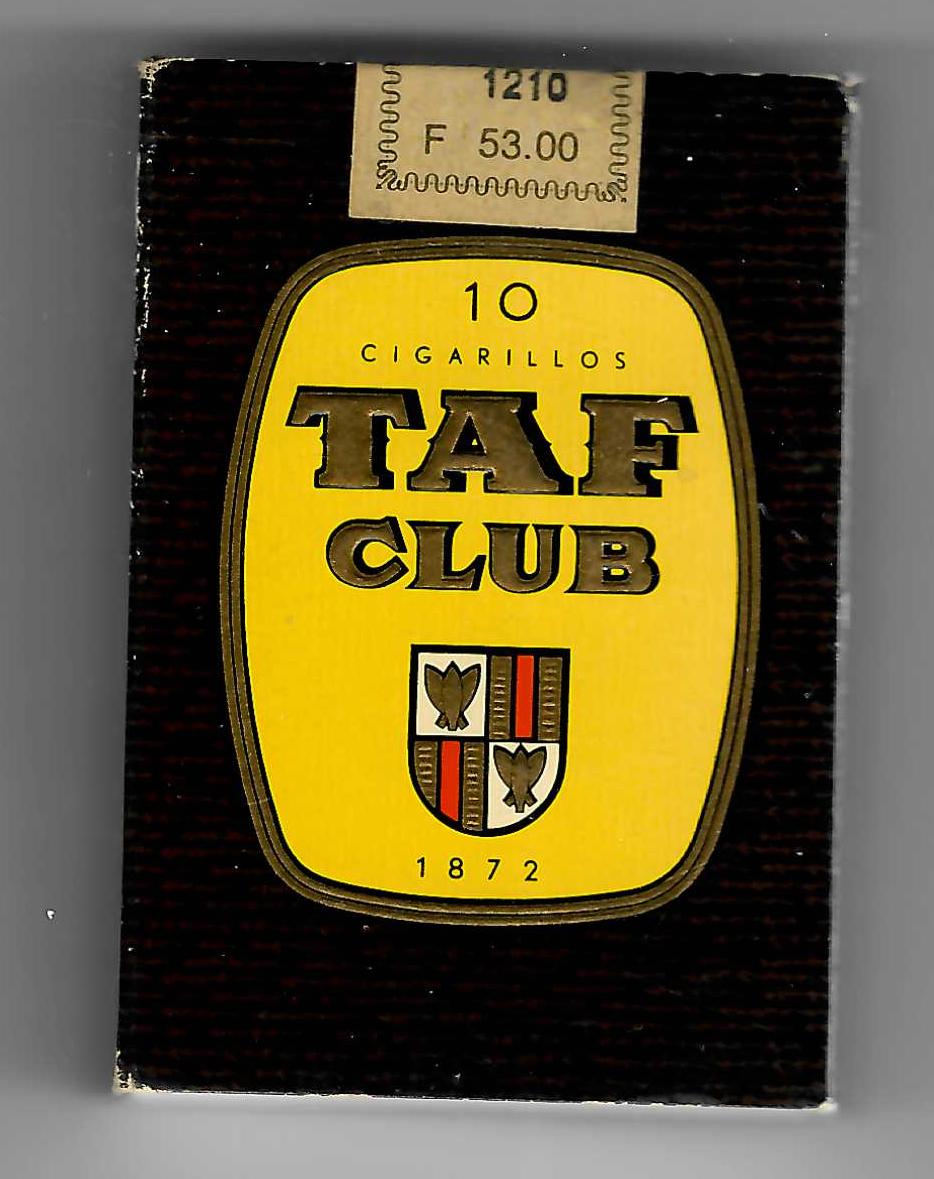 1210
F 53.00
10
CIGARILLOS
TAF
CLUB
1872